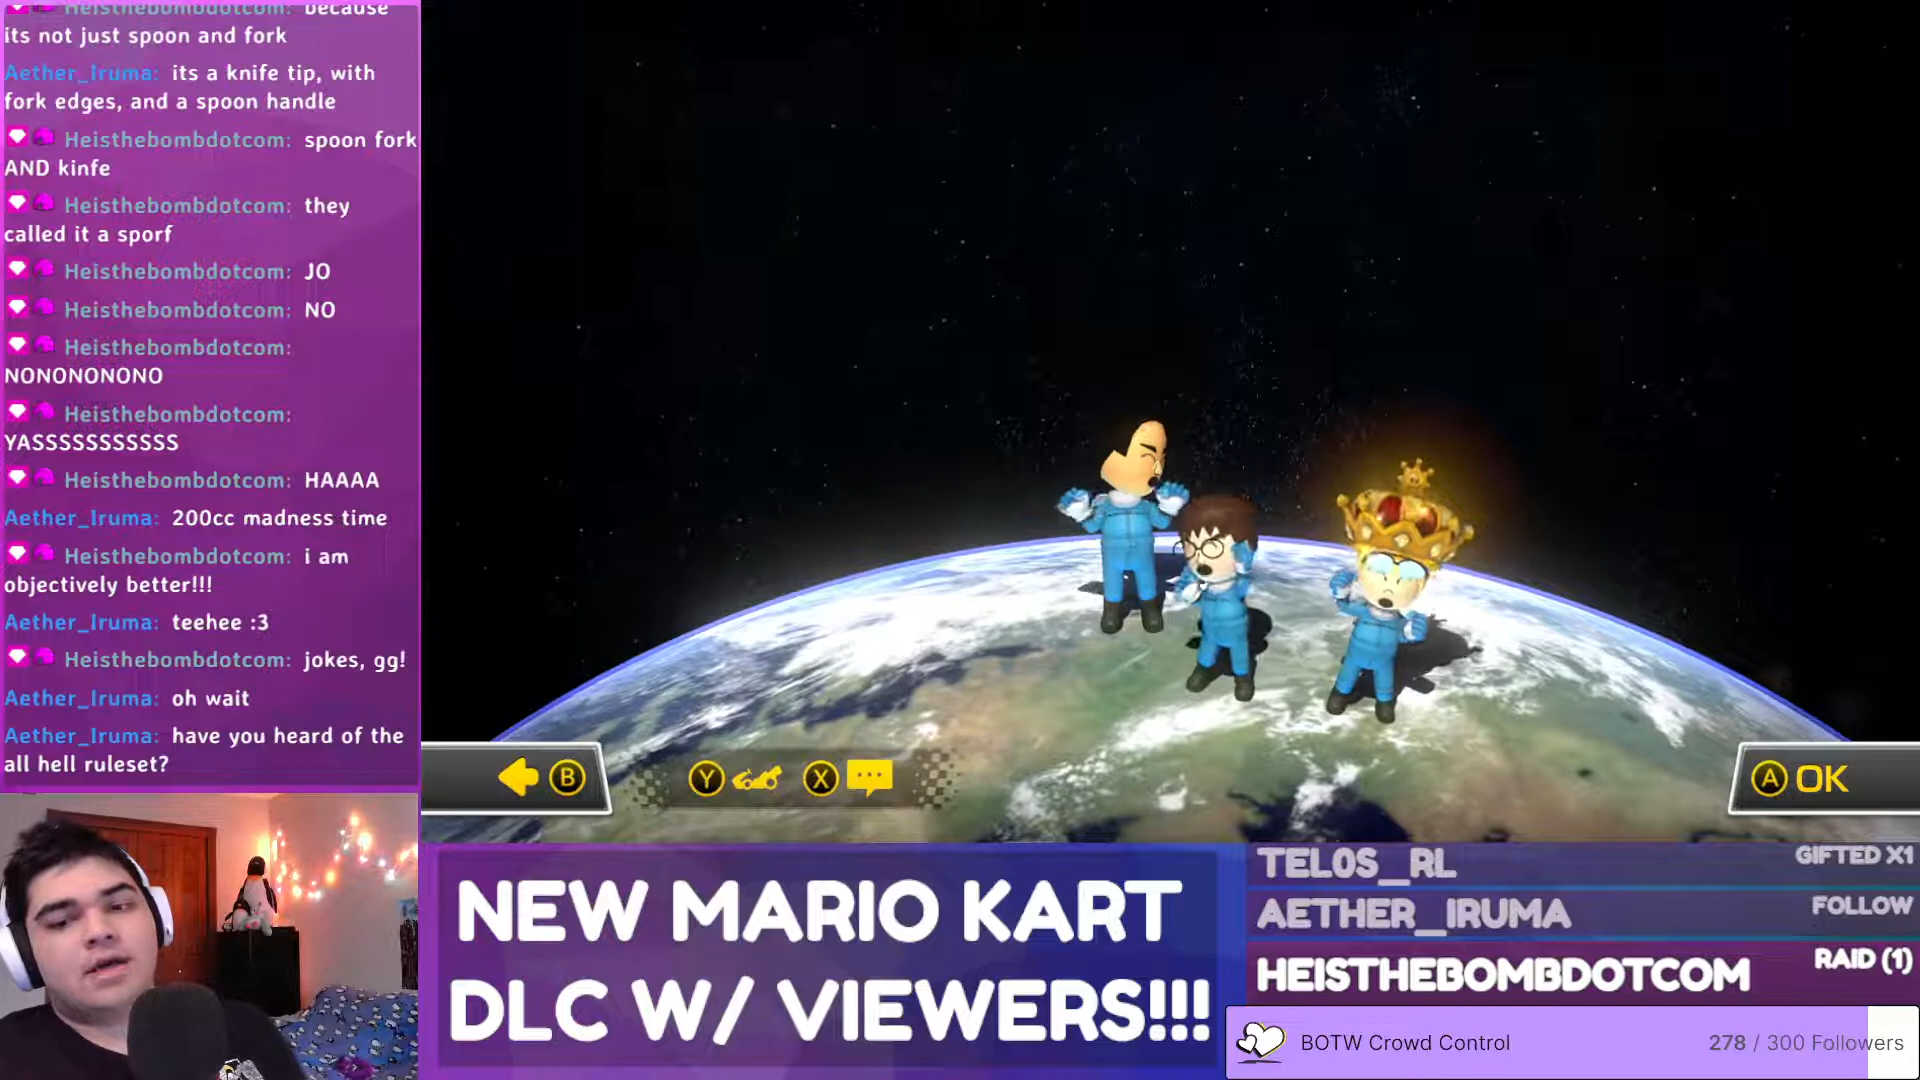 Heisthebombdotcom: because
its not just spoon and fork
Aether_Iruma: its a knife tip, with
fork edges, and a spoon handle
Heisthebombdotcom: spoon fork
AND kinfe
Heisthebombdotcom: they
called it a sporf
Heisthebombdotcom: JO
Heisthebombdotcom: NO
Heisthebombdotcom:
NONONONONO
Heisthebombdotcom:
YASSSSSSSSSSS
Heisthebombdotcom: HAAAA
Aether_Iruma: 200cc madness time
Heisthebombdotcom: i am
objectively better!!!
Aether_Iruma: teehee :3
Heisthebombdotcom: jokes, gg!
Aether_Iruma: oh wait
Aether_Iruma: have you heard of the
all hell ruleset?
B
Y
X
A OK
NEW MARIO KART
DLC W/ VIEWERS!!!
TEL0S_RL GIFTED X1
AETHER_IRUMA FOLLOW
HEISTHEBOMBDOTCOM RAID (1)
BOTW Crowd Control 278 / 300 Followers